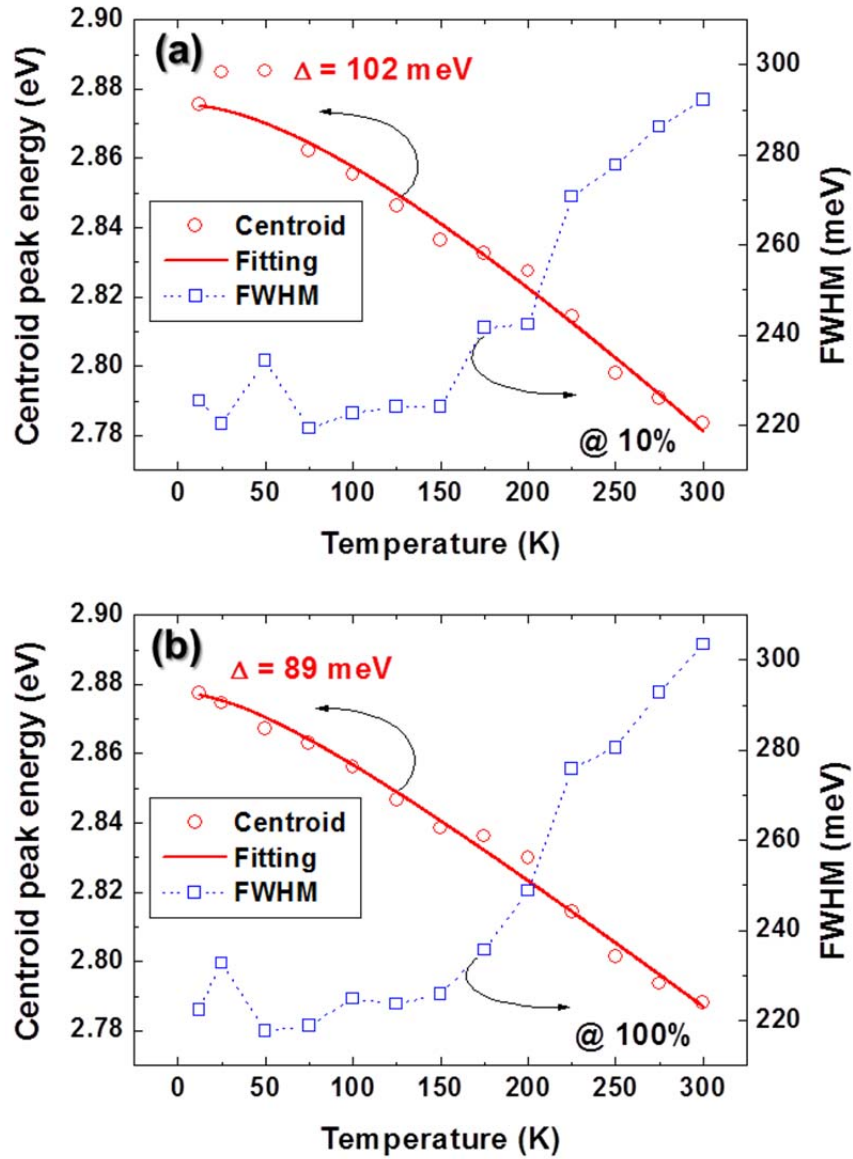 (a)
Δ = 102 meV
Centroid peak energy (eV)
2.90
2.88
2.86
2.84
2.82
2.80
2.78
Centroid
Fitting
FWHM
@ 10%
300
280
260
240
220
FWHM (meV)
0 50 100 150 200 250 300
Temperature (K)
(b)
Δ = 89 meV
Centroid peak energy (eV)
2.90
2.88
2.86
2.84
2.82
2.80
2.78
Centroid
Fitting
FWHM
@ 100%
300
280
260
240
220
FWHM (meV)
0 50 100 150 200 250 300
Temperature (K)